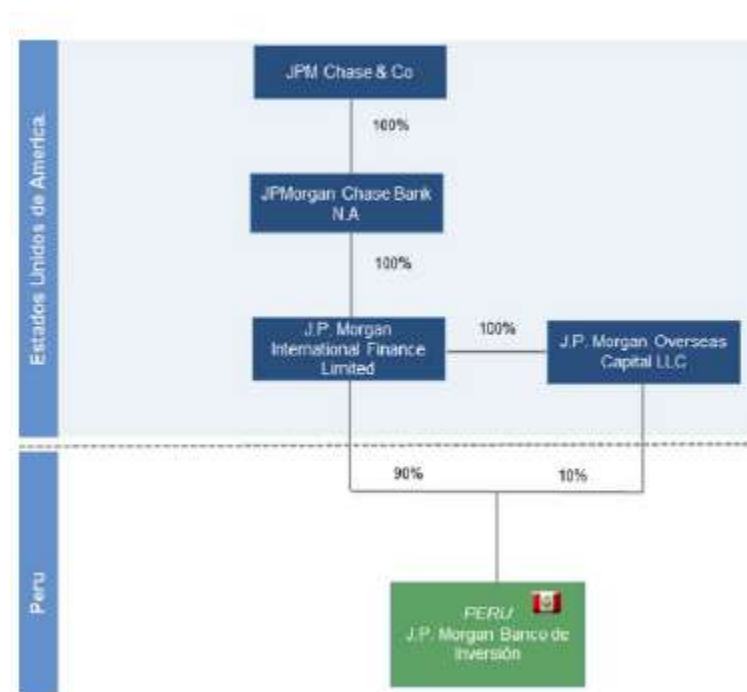 Estados Unidos de America
JPM Chase & Co
100%
JPMorgan Chase Bank
N.A
100%
J.P. Morgan
International Finance
Limited
100%
J.P. Morgan Overseas
Capital LLC
90%
10%
Peru
PERU
J.P. Morgan Banco de
Inversión